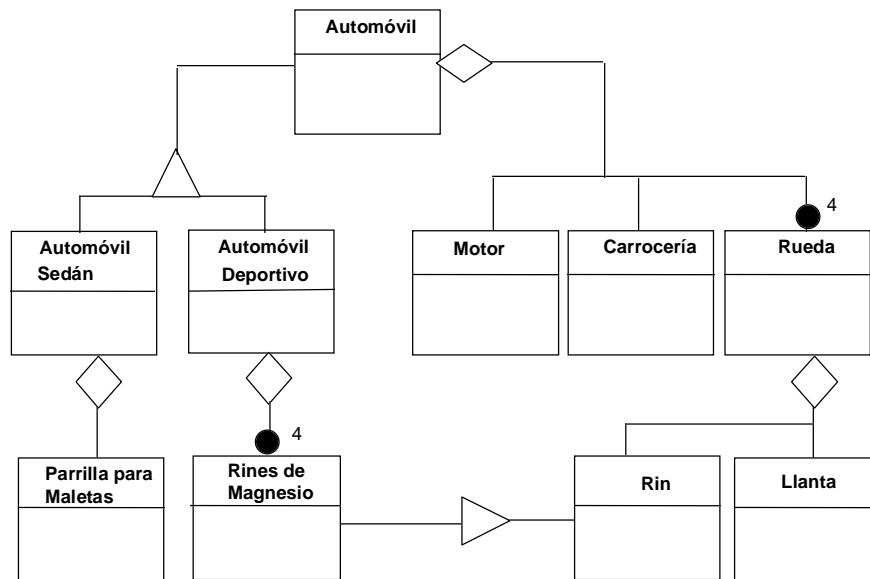 Automóvil
4
Automóvil
Sedán
Automóvil
Deportivo
Motor
Carrocería
Rueda
4
Parrilla para
Maletas
Rines de
Magnesio
Rin
Llanta